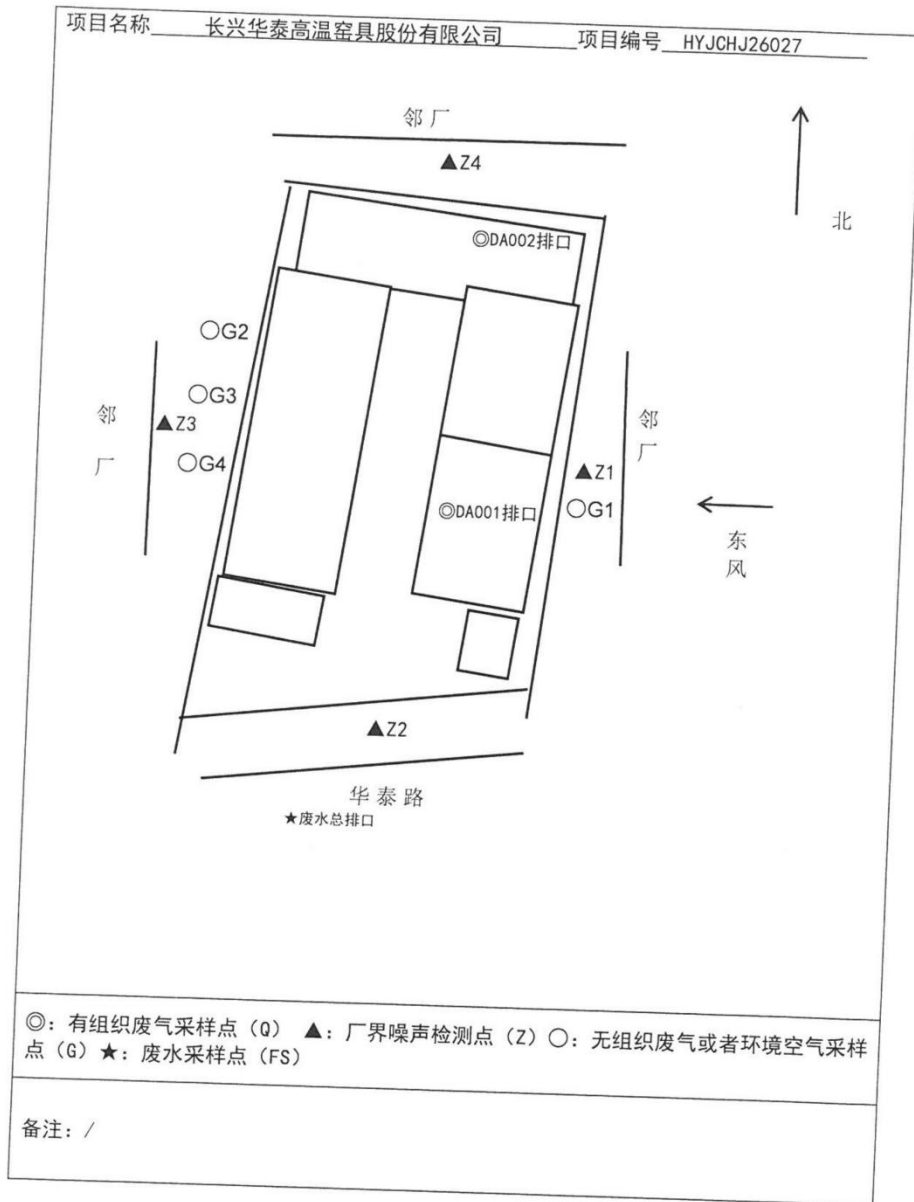 项目名称 长兴华泰高温窑具股份有限公司 项目编号 HYJCHJ26027
邻厂
▲Z4
北
◎DA002排口
○G2
○G3
邻厂
▲Z3
○G4
邻厂
▲Z1
◎DA001排口
○G1
东风
▲Z2
华泰路
★废水总排口
◎：有组织废气采样点（Q） ▲：厂界噪声检测点（Z）○：无组织废气或者环境空气采样
点（G）★：废水采样点（FS）
备注：/